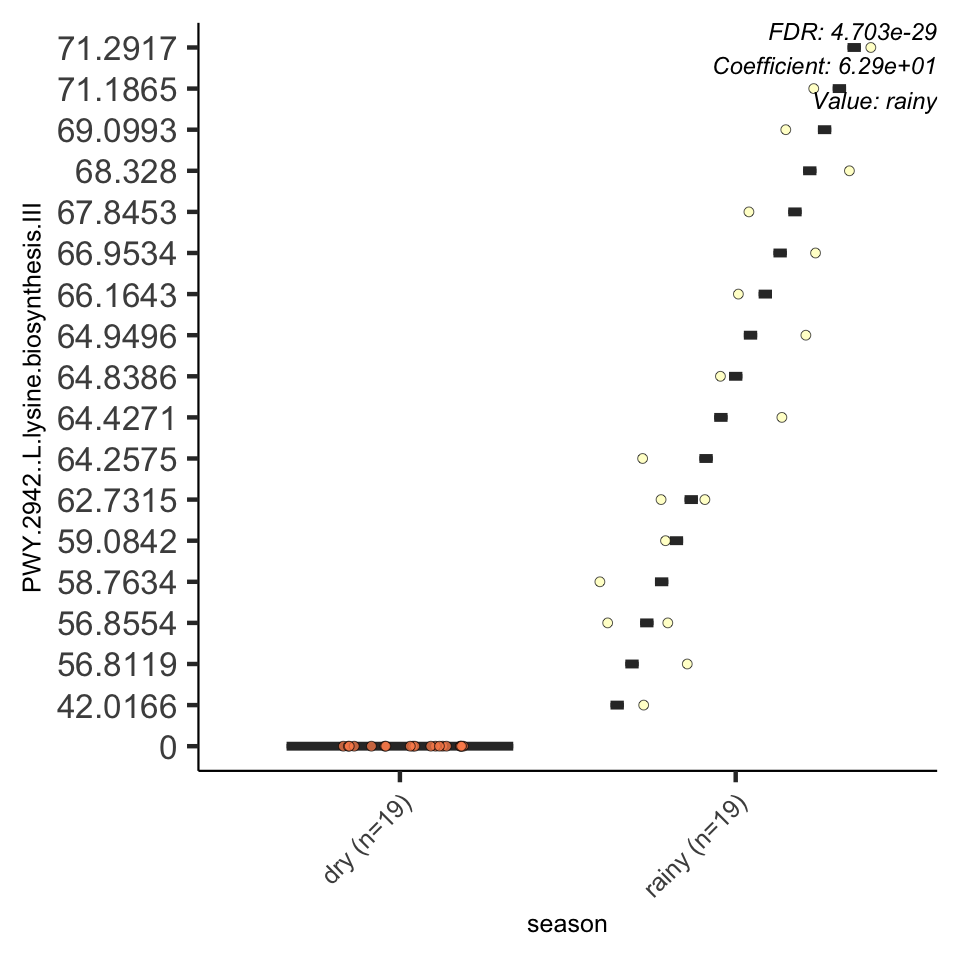 FDR: 4.703e-29
Coefficient: 6.29e+01
Value: rainy
PWY.2942..L.lysine.biosynthesis.III
71.2917
71.1865
69.0993
68.328
67.8453
66.9534
66.1643
64.9496
64.8386
64.4271
64.2575
62.7315
59.0842
58.7634
56.8554
56.8119
42.0166
0
dry (n=19)
rainy (n=19)
season